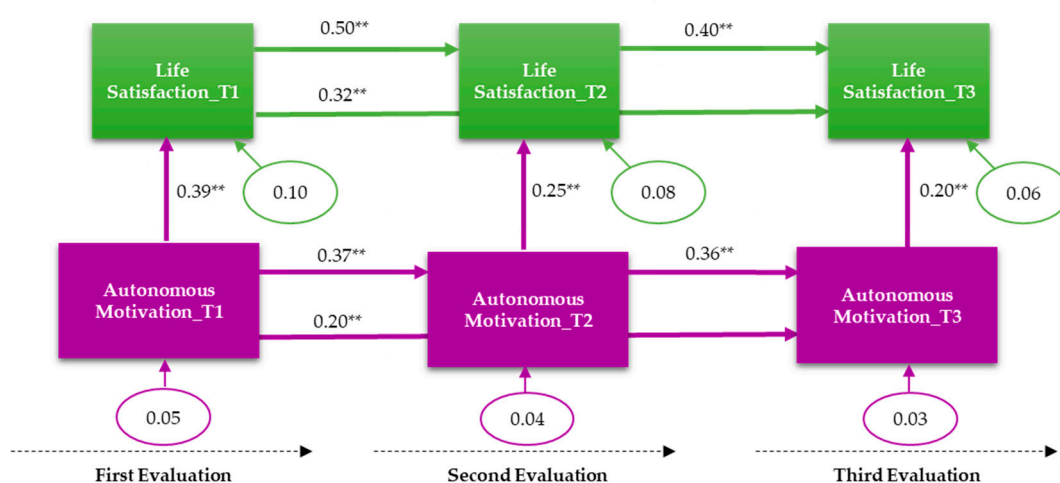 0.50**
0.40**
Life
Satisfaction_T1
Life
Satisfaction_T2
Life
Satisfaction_T3
0.32**
0.39**
0.10
0.25**
0.08
0.20**
0.06
0.37**
0.36**
Autonomous
Motivation_T1
Autonomous
Motivation_T2
Autonomous
Motivation_T3
0.20**
0.05
0.04
0.03
First Evaluation
Second Evaluation
Third Evaluation